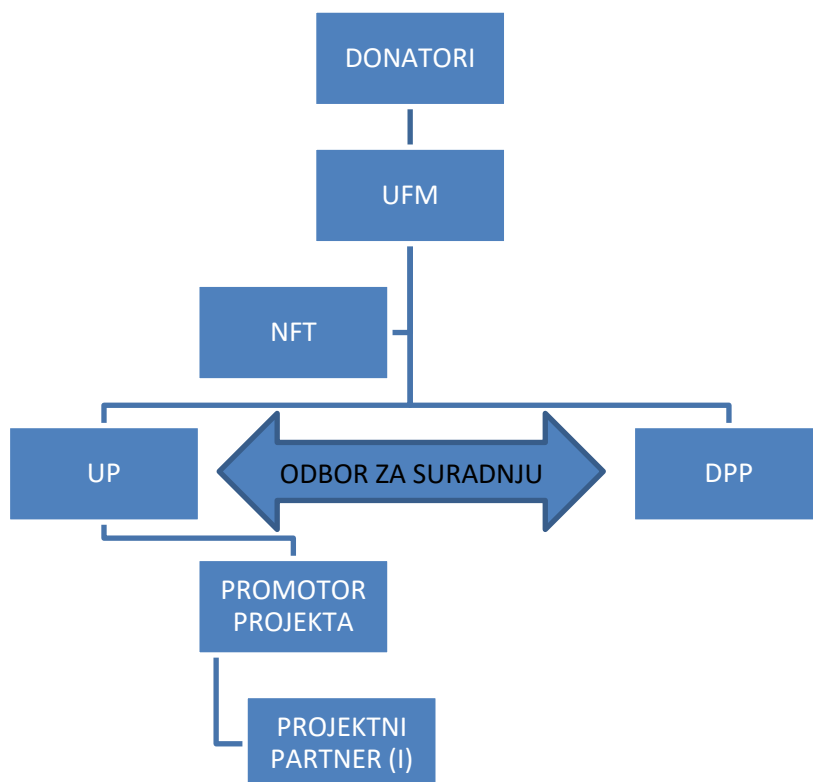 DONATORI
UFM
NFT
UP
ODBOR ZA SURADNJU
DPP
PROMOTOR
PROJEKTA
PROJEKTNI
PARTNER (I)